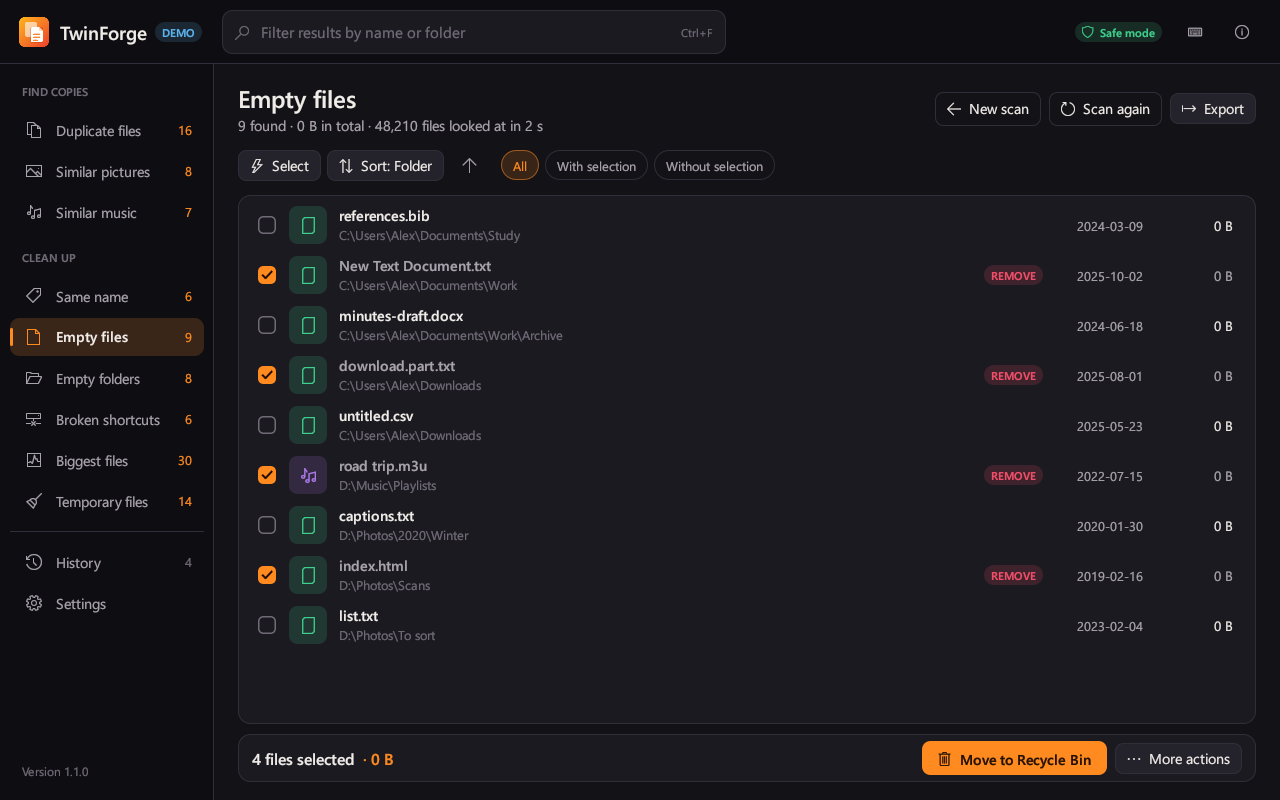 TwinForge DEMO
Filter results by name or folder Ctrl+F
Safe mode
FIND COPIES
Duplicate files 16
Similar pictures 8
Similar music 7
CLEAN UP
Same name 6
Empty files 9
Empty folders 8
Broken shortcuts 6
Biggest files 30
Temporary files 14
History 4
Settings
Version 1.1.0
Empty files
9 found · 0 B in total · 48,210 files looked at in 2 s
New scan
Scan again
Export
Select
Sort: Folder
All
With selection
Without selection
references.bib
C:\Users\Alex\Documents\Study
2024-03-09 0 B
New Text Document.txt
C:\Users\Alex\Documents\Work
REMOVE 2025-10-02 0 B
minutes-draft.docx
C:\Users\Alex\Documents\Work\Archive
2024-06-18 0 B
download.part.txt
C:\Users\Alex\Downloads
REMOVE 2025-08-01 0 B
untitled.csv
C:\Users\Alex\Downloads
2025-05-23 0 B
road trip.m3u
D:\Music\Playlists
REMOVE 2022-07-15 0 B
captions.txt
D:\Photos\2020\Winter
2020-01-30 0 B
index.html
D:\Photos\Scans
REMOVE 2019-02-16 0 B
list.txt
D:\Photos\To sort
2023-02-04 0 B
4 files selected · 0 B
Move to Recycle Bin
More actions